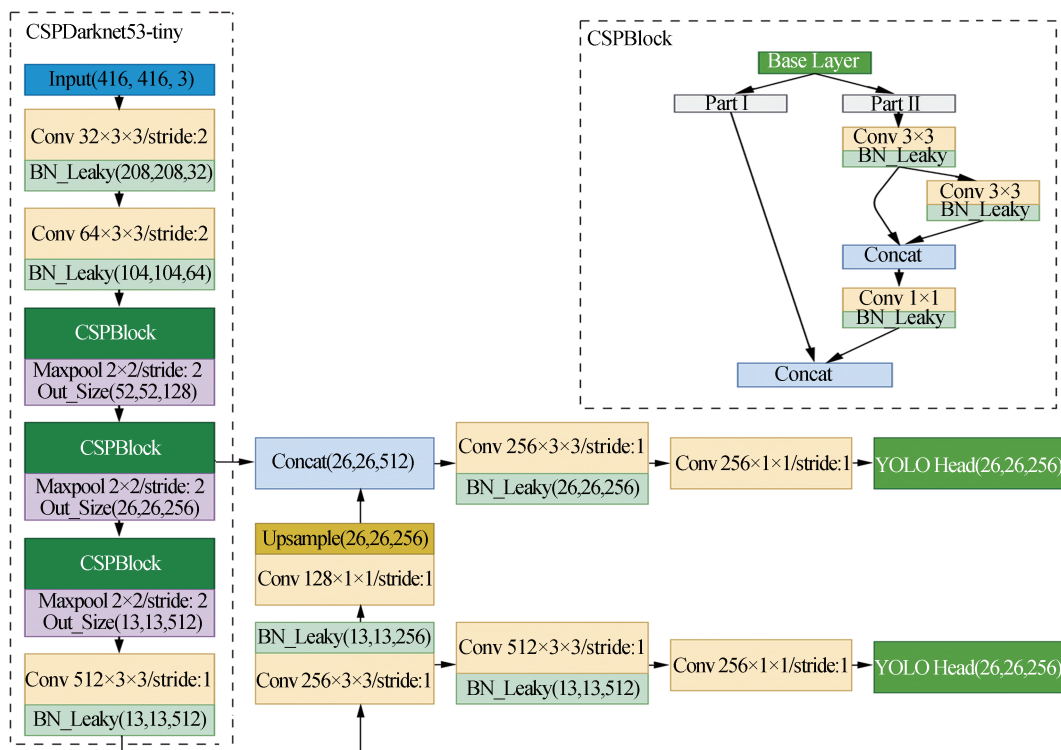 CSPDarknet53-tiny
Input(416, 416, 3)
Conv 32×3×3/stride:2
BN_Leaky(208,208,32)
Conv 64×3×3/stride:2
BN_Leaky(104,104,64)
CSPBlock
Maxpool 2×2/stride: 2
Out_Size(52,52,128)
CSPBlock
Maxpool 2×2/stride: 2
Out_Size(26,26,256)
CSPBlock
Maxpool 2×2/stride: 2
Out_Size(13,13,512)
Conv 512×3×3/stride:1
BN_Leaky(13,13,512)
CSPBlock
Base Layer
Part I
Part II
Conv 3×3
BN_Leaky
Conv 3×3
BN_Leaky
Concat
Conv 1×1
BN_Leaky
Concat
Concat(26,26,512)
Conv 256×3×3/stride:1
BN_Leaky(26,26,256)
Conv 256×1×1/stride:1
YOLO Head(26,26,256)
Upsample(26,26,256)
Conv 128×1×1/stride:1
BN_Leaky(13,13,256)
Conv 256×3×3/stride:1
Conv 512×3×3/stride:1
BN_Leaky(13,13,512)
Conv 256×1×1/stride:1
YOLO Head(26,26,256)